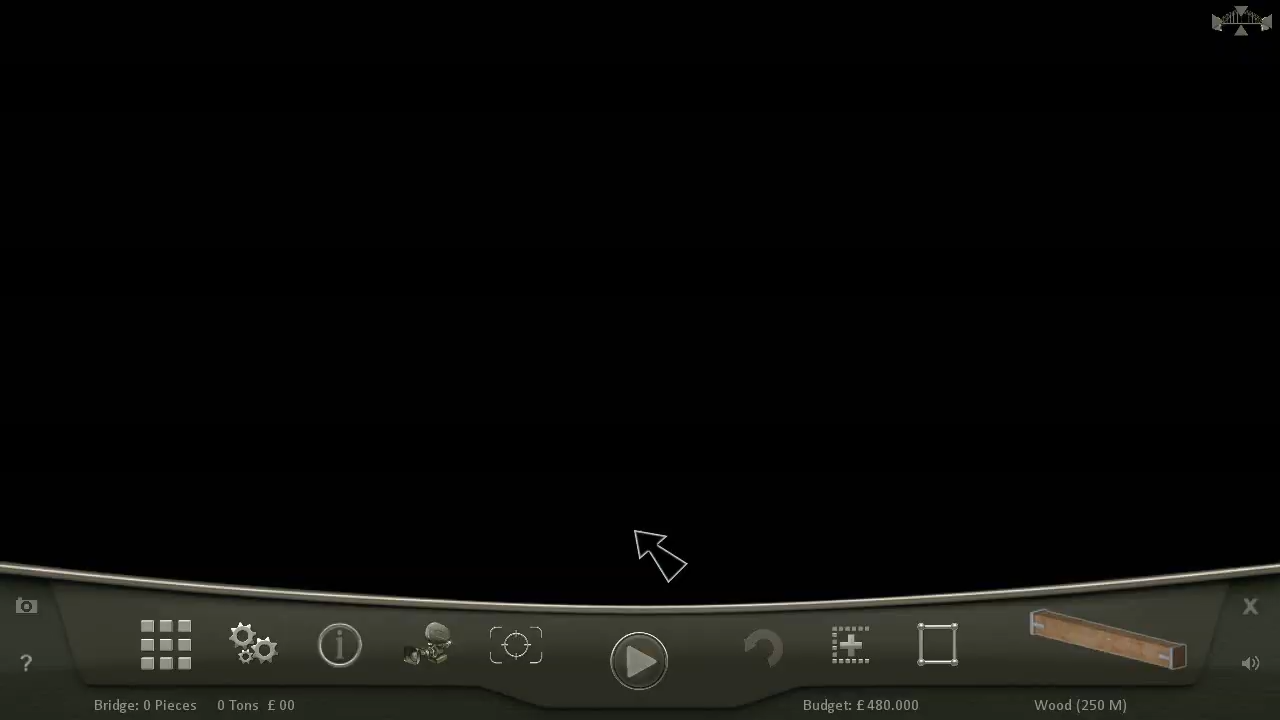 ?
X
Bridge: 0 Pieces 0 Tons £ 00
Budget: £ 480.000
Wood (250 M)